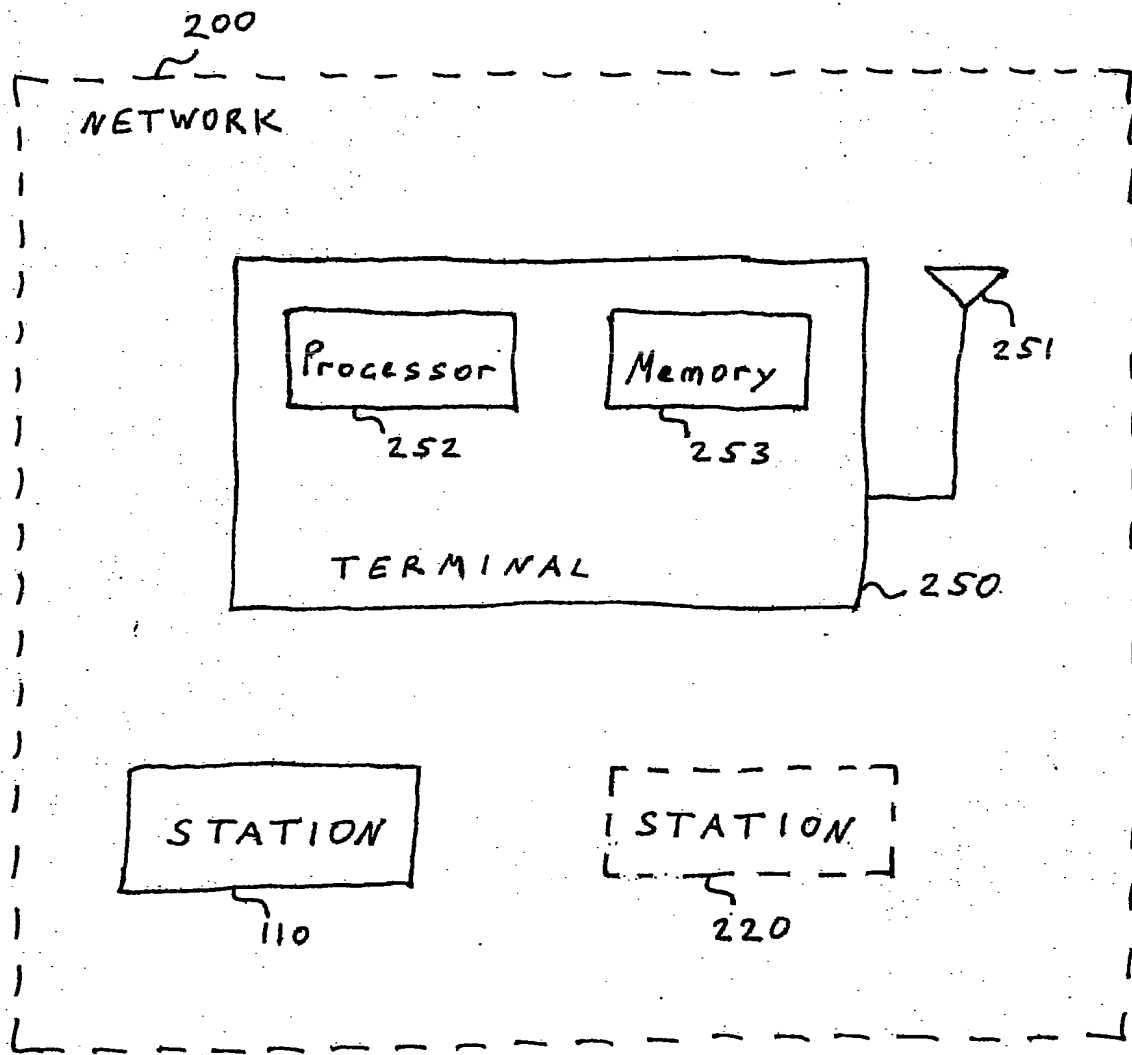 200
NETWORK
Processor
Memory
251
252
253
TERMINAL
250
STATION
STATION
110
220